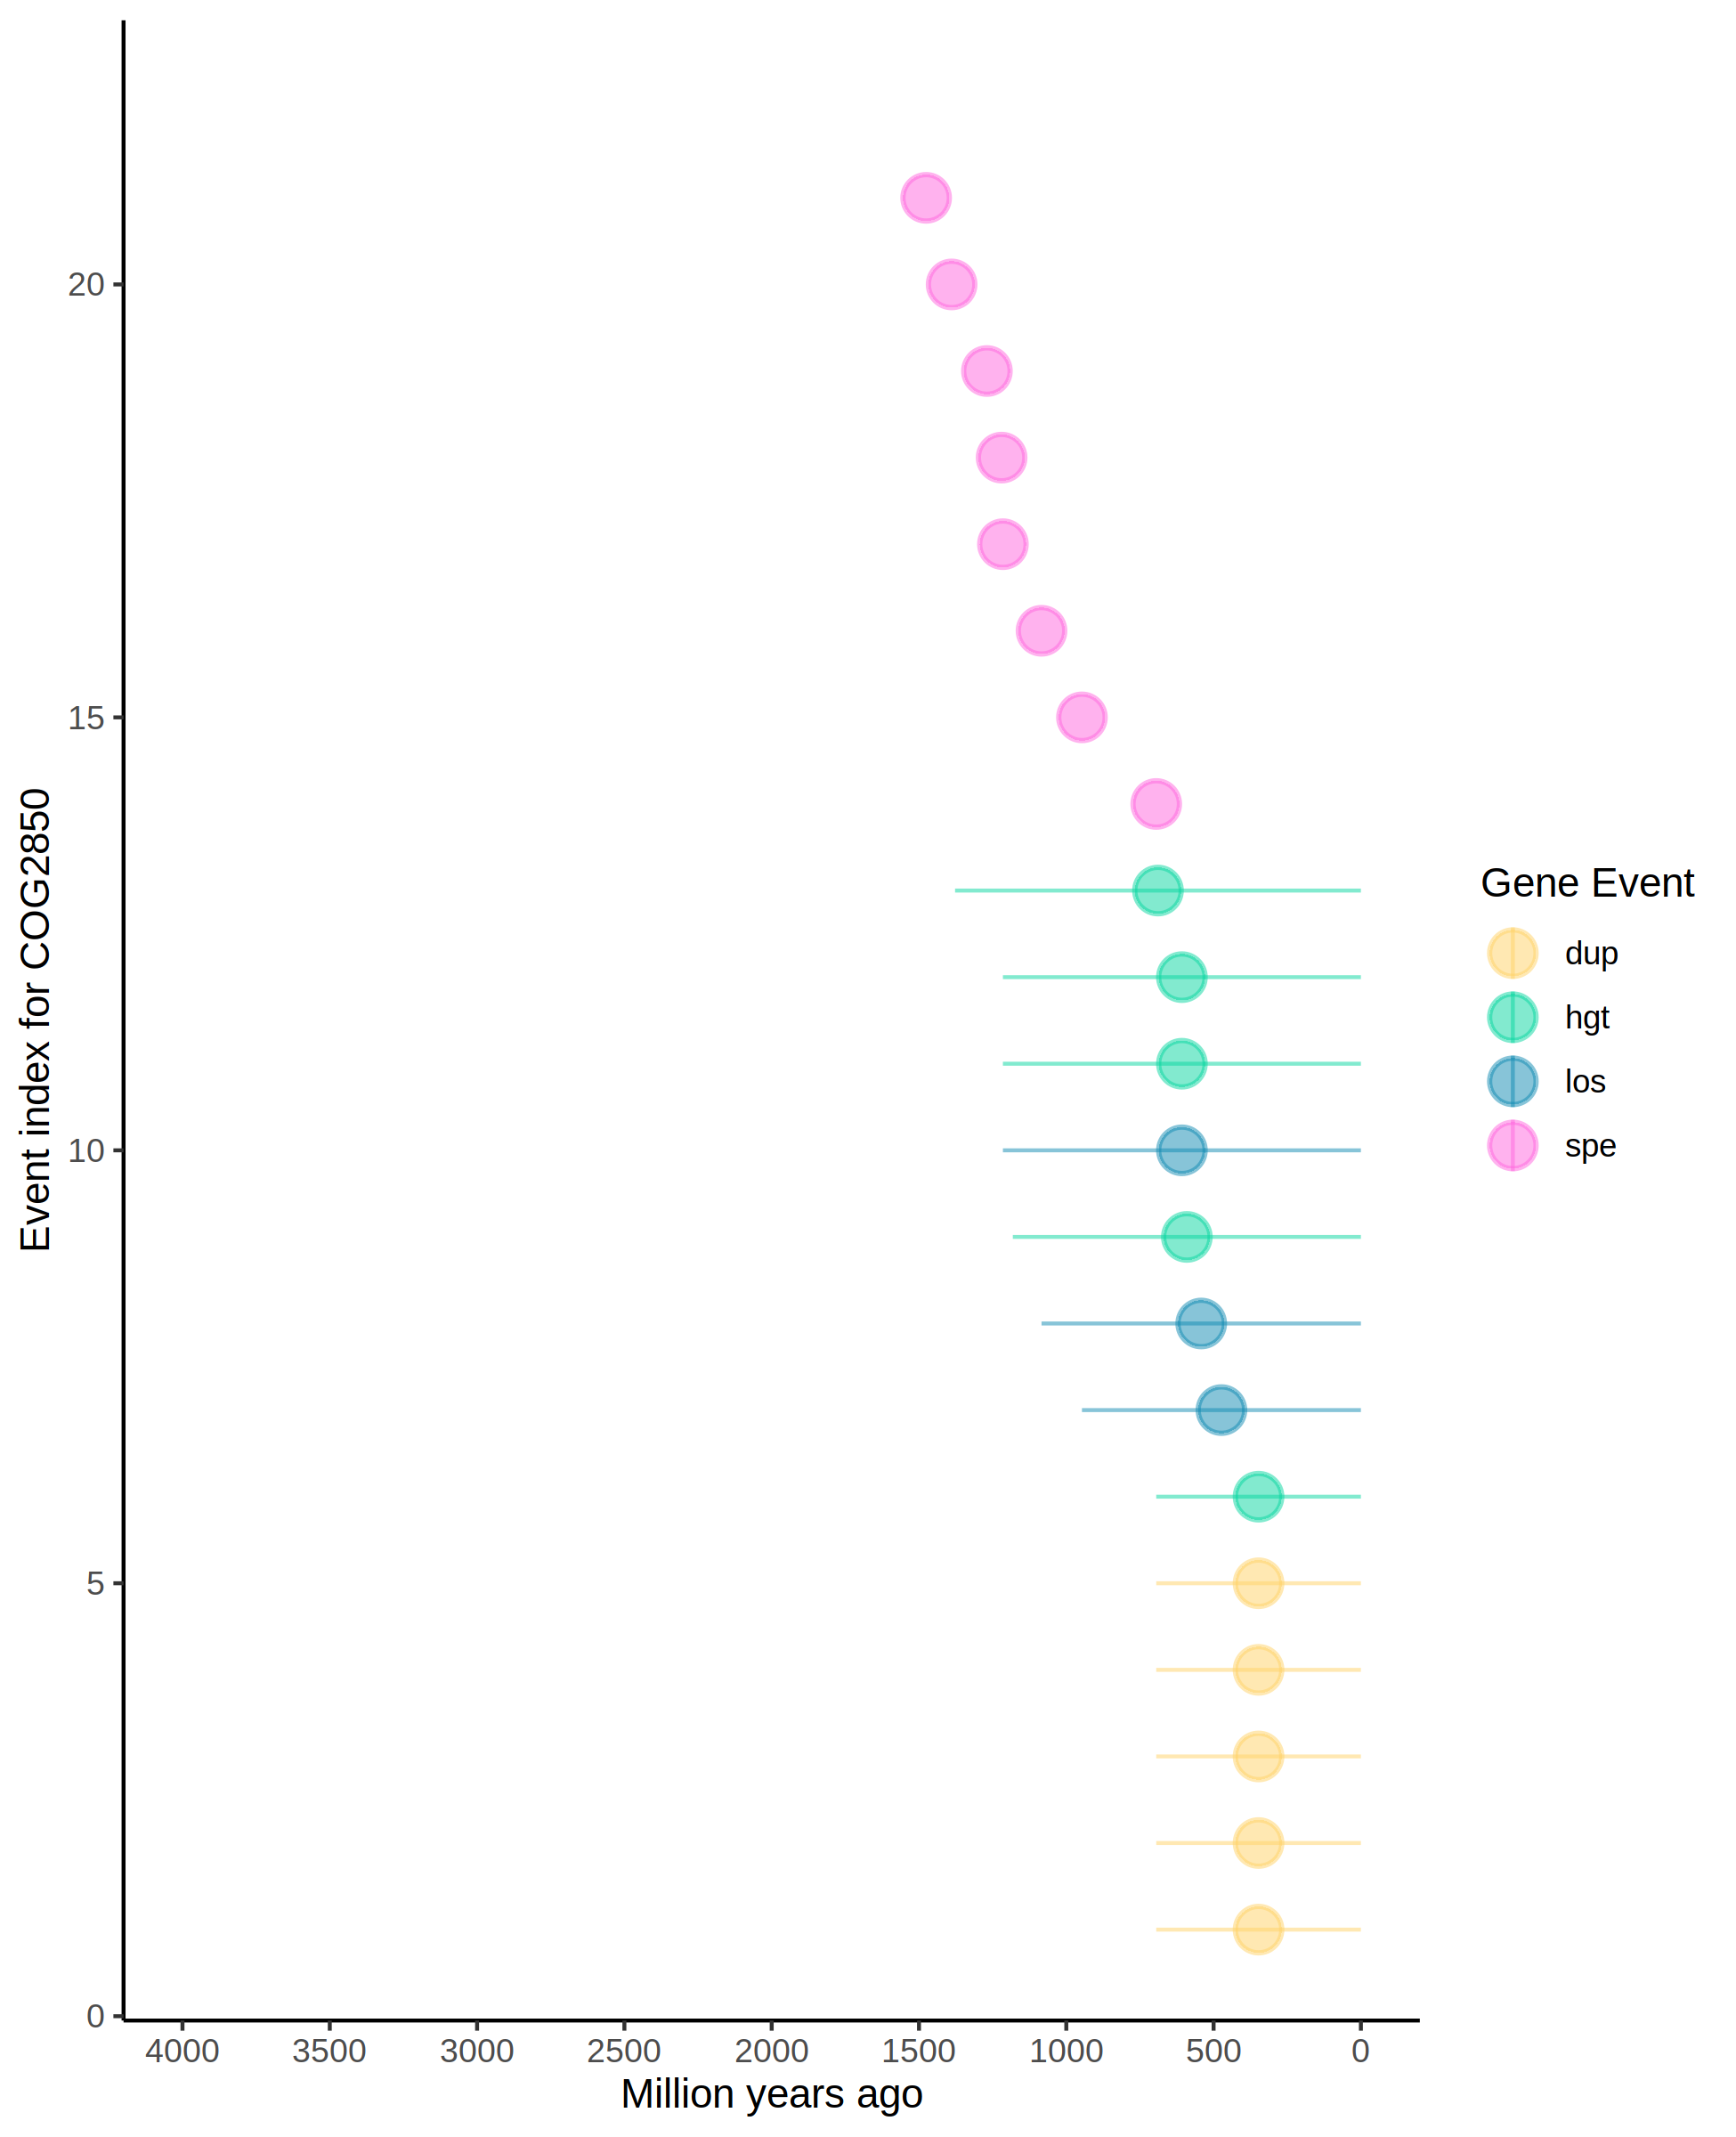 Event index for COG2850
20
15
10
5
0
4000 3500 3000 2500 2000 1500 1000 500 0
Million years ago
Gene Event
dup
hgt
los
spe